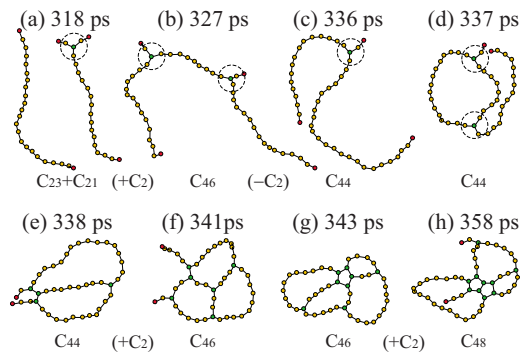 (a) 318 ps (b) 327 ps (c) 336 ps (d) 337 ps
C23+C21 (+C2) C46 (−C2) C44 C44
(e) 338 ps (f) 341ps (g) 343 ps (h) 358 ps
C44 (+C2) C46 C46 (+C2) C48